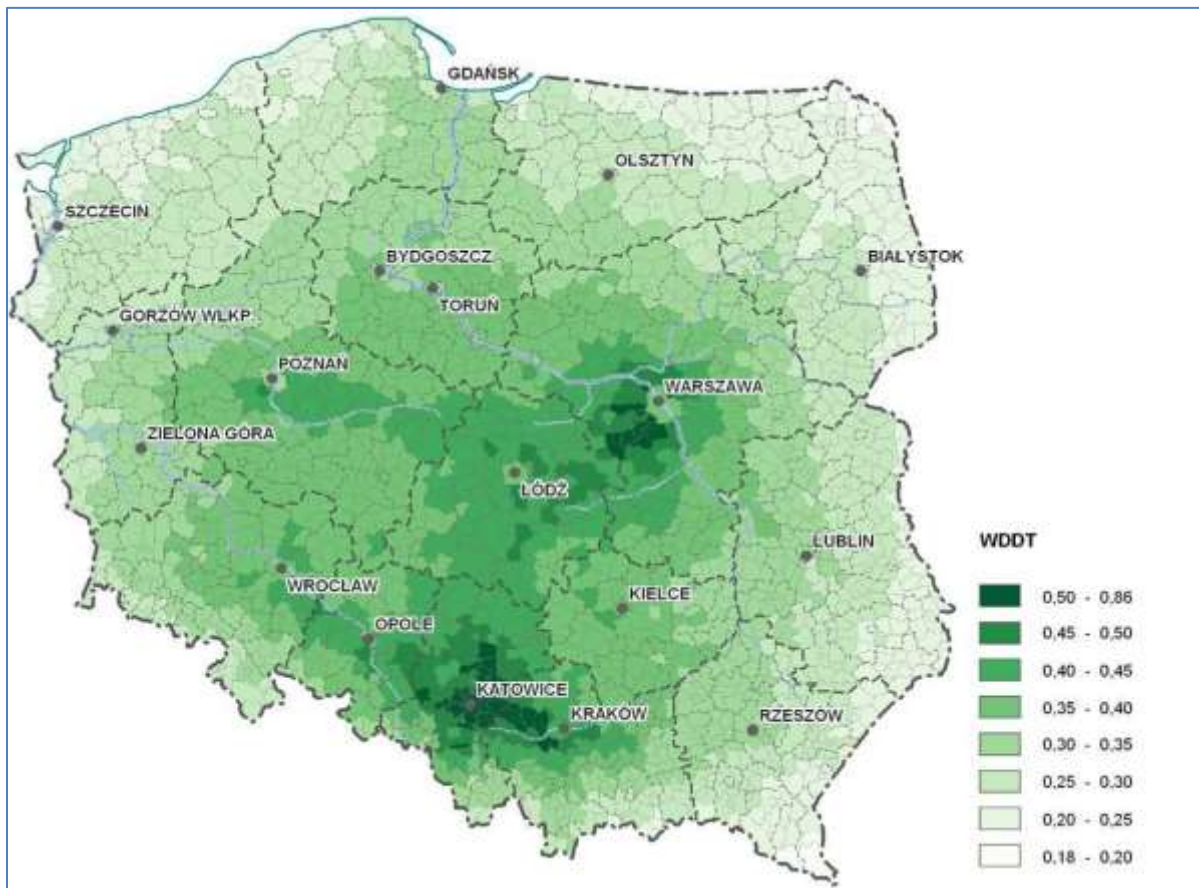 GDAŃSK
OLSZTYN
SZCZECIN
BYDGOSZCZ
BIAŁYSTOK
TORUŃ
GORZÓW WLKP.
POZNAŃ
WARSZAWA
ZIELONA GÓRA
ŁÓDŹ
WDDT
LUBLIN
WROCŁAW
KIELCE
0,50 - 0,86
OPOLE
0,45 - 0,50
0,40 - 0,45
KATOWICE
0,35 - 0,40
KRAKÓW
RZESZÓW
0,30 - 0,35
0,25 - 0,30
0,20 - 0,25
0,18 - 0,20